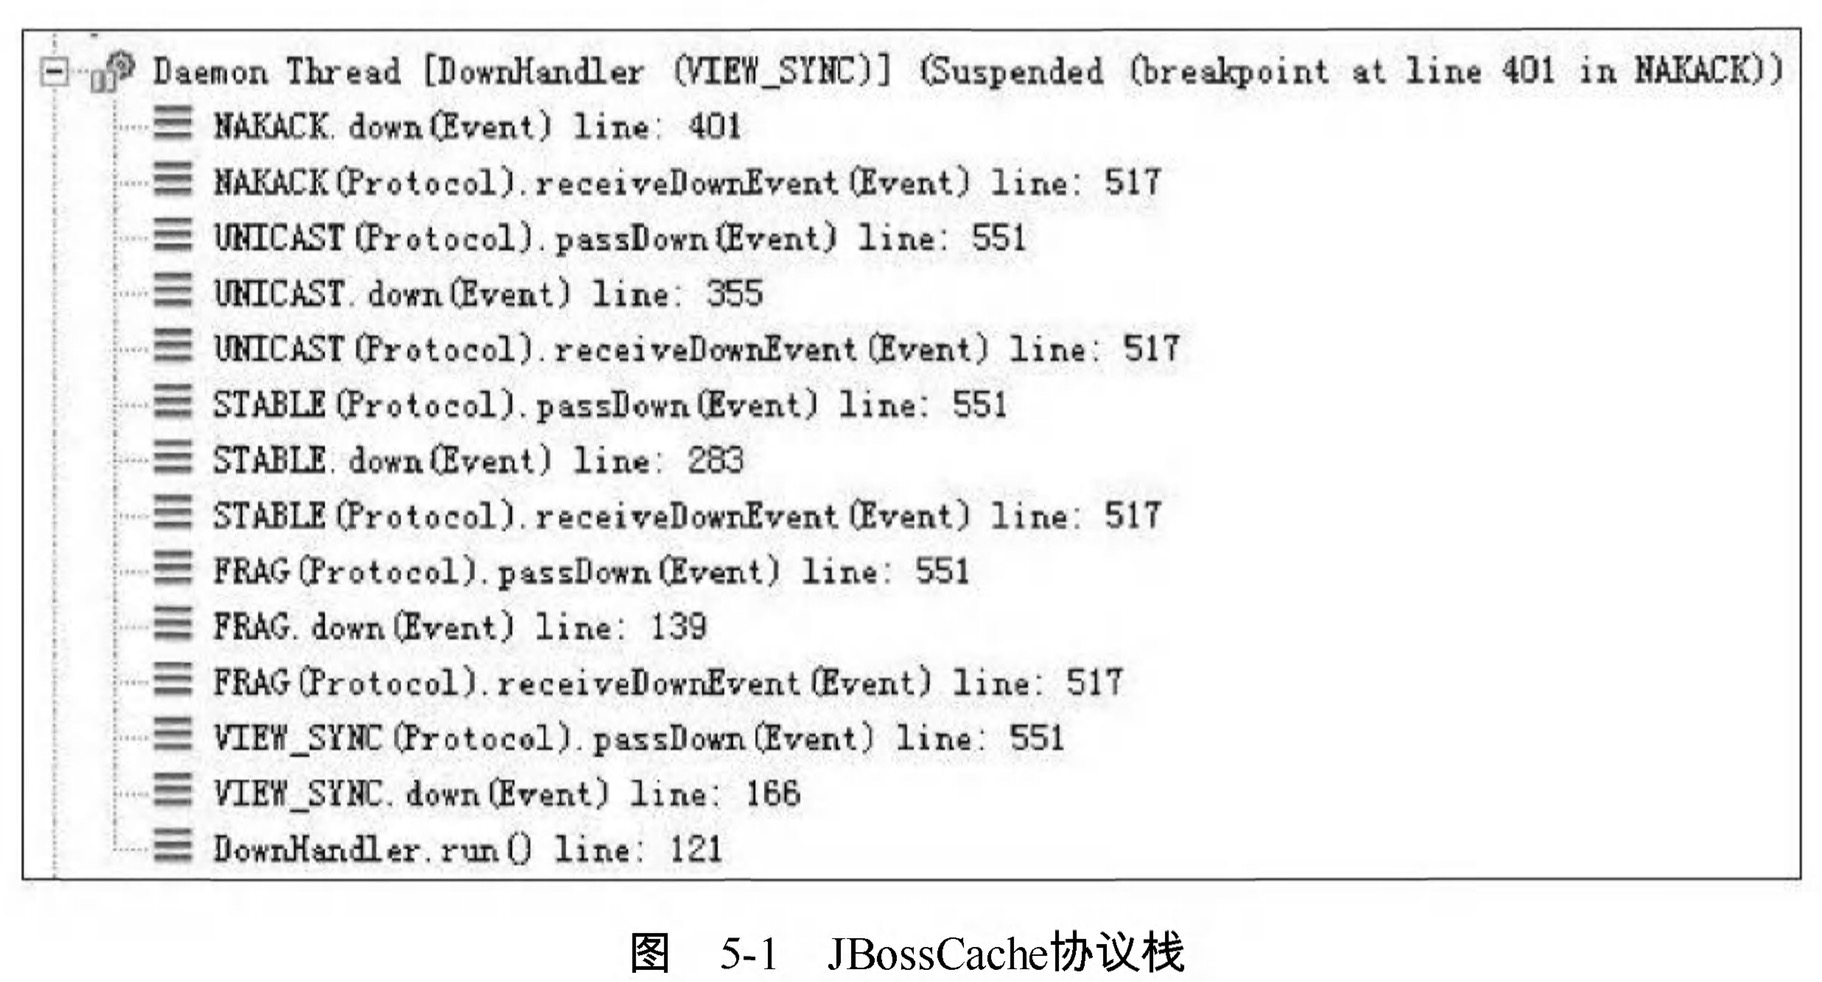 Daemon Thread [DownHandler (VIEW_SYNC)] (Suspended (breakpoint at line 401 in NAKACK))
NAKACK.down(Event) line: 401
NAKACK(Protocol).receiveDownEvent(Event) line: 517
UNICAST(Protocol).passDown(Event) line: 551
UNICAST.down(Event) line: 355
UNICAST(Protocol).receiveDownEvent(Event) line: 517
STABLE(Protocol).passDown(Event) line: 551
STABLE.down(Event) line: 283
STABLE(Protocol).receiveDownEvent(Event) line: 517
FRAG(Protocol).passDown(Event) line: 551
FRAG.down(Event) line: 139
FRAG(Protocol).receiveDownEvent(Event) line: 517
VIEW_SYNC(Protocol).passDown(Event) line: 551
VIEW_SYNC.down(Event) line: 166
DownHandler.run() line: 121
图 5-1 JBossCache协议栈